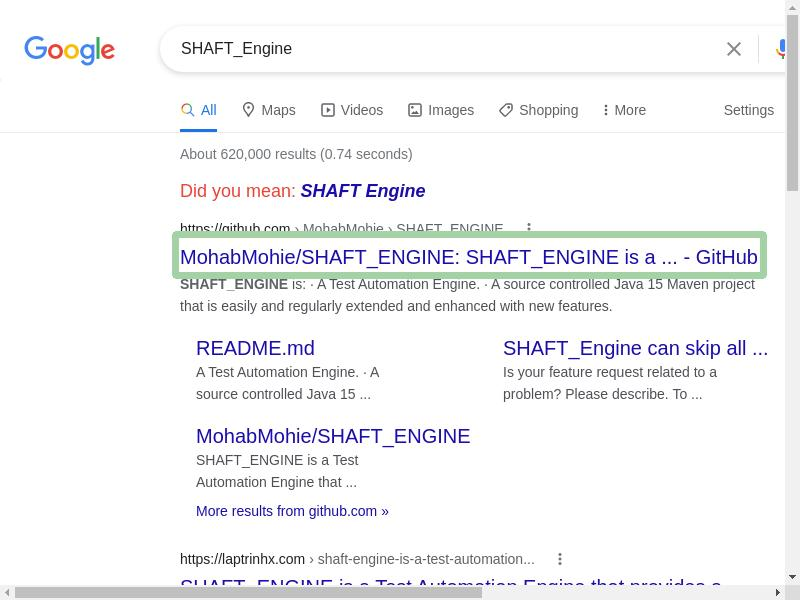 Google
SHAFT_Engine
All Maps Videos Images Shopping More Settings
About 620,000 results (0.74 seconds)
Did you mean: SHAFT Engine
https://github.com › MohabMohie › SHAFT_ENGINE
MohabMohie/SHAFT_ENGINE: SHAFT_ENGINE is a ... - GitHub
SHAFT_ENGINE is: · A Test Automation Engine. · A source controlled Java 15 Maven project
that is easily and regularly extended and enhanced with new features.
README.md
A Test Automation Engine. · A
source controlled Java 15 ...
SHAFT_Engine can skip all ...
Is your feature request related to a
problem? Please describe. To ...
MohabMohie/SHAFT_ENGINE
SHAFT_ENGINE is a Test
Automation Engine that ...
More results from github.com »
https://laptrinhx.com › shaft-engine-is-a-test-automation...
SHAFT_ENGINE is a Test Automation Engine that provides a